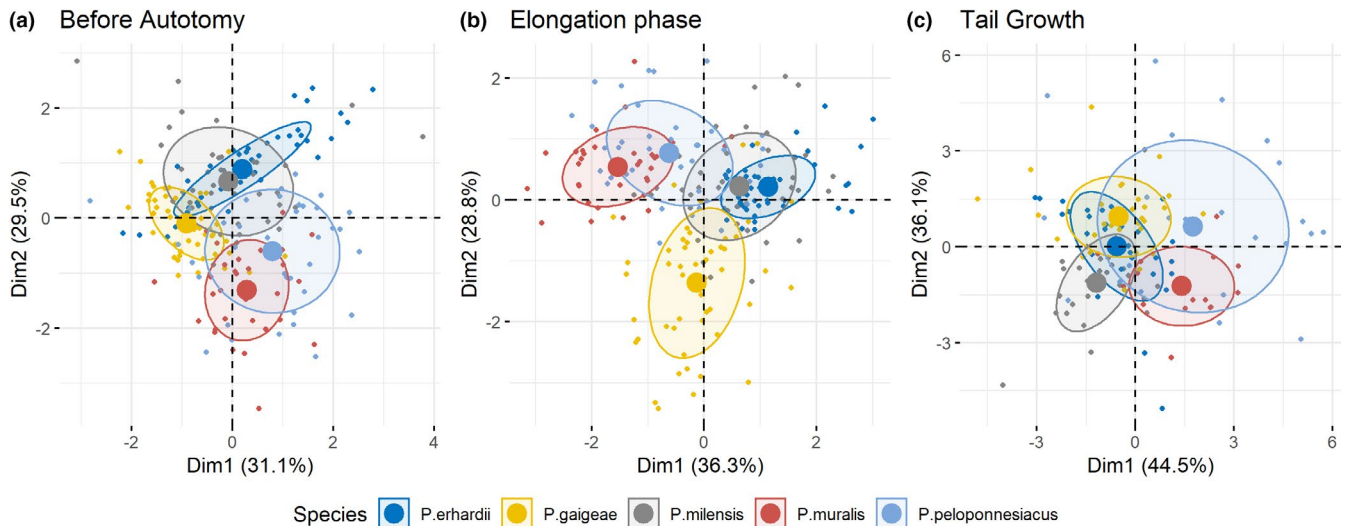 (a) Before Autotomy
(b) Elongation phase
(c) Tail Growth
2
0
-2
Dim2 (29.5%)
-2 0 2 4
Dim1 (31.1%)
2
0
-2
Dim2 (28.8%)
-2 0 2
Dim1 (36.3%)
6
3
0
-3
Dim2 (36.1%)
-3 0 3 6
Dim1 (44.5%)
Species P.erhardii P.gaigeae P.milensis P.muralis P.peloponnesiacus